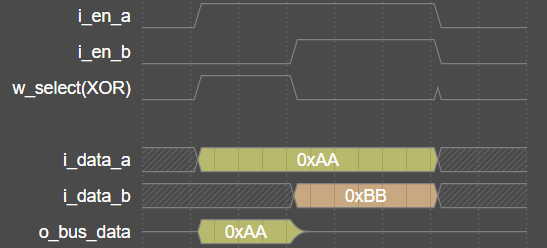 i_en_a
i_en_b
w_select(XOR)
i_data_a 0xAA
i_data_b 0xBB
o_bus_data 0xAA